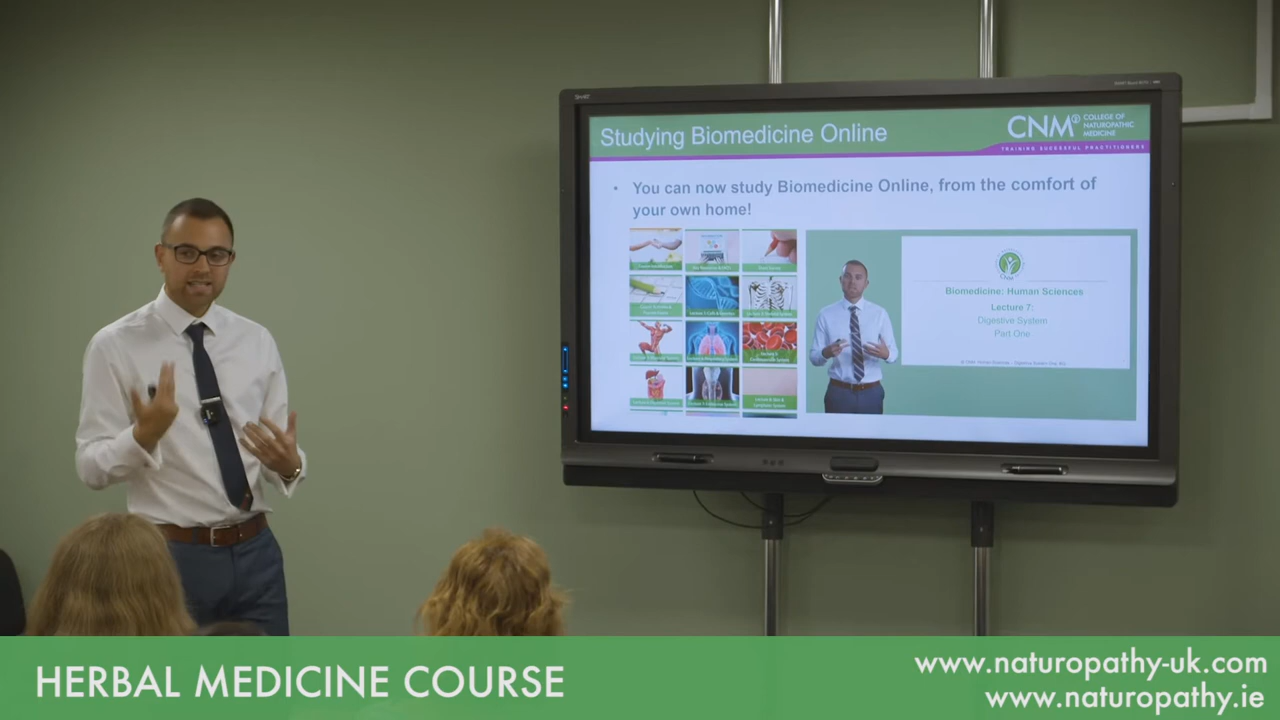 SMART
Studying Biomedicine Online
CNM
COLLEGE OF
NATUROPATHIC
MEDICINE
TRAINING SUCCESSFUL PRACTITIONERS
• You can now study Biomedicine Online, from the comfort of
your own home!
Biomedicine: Human Sciences
Lecture 7:
Digestive System
Part One
HERBAL MEDICINE COURSE
www.naturopathy-uk.com
www.naturopathy.ie